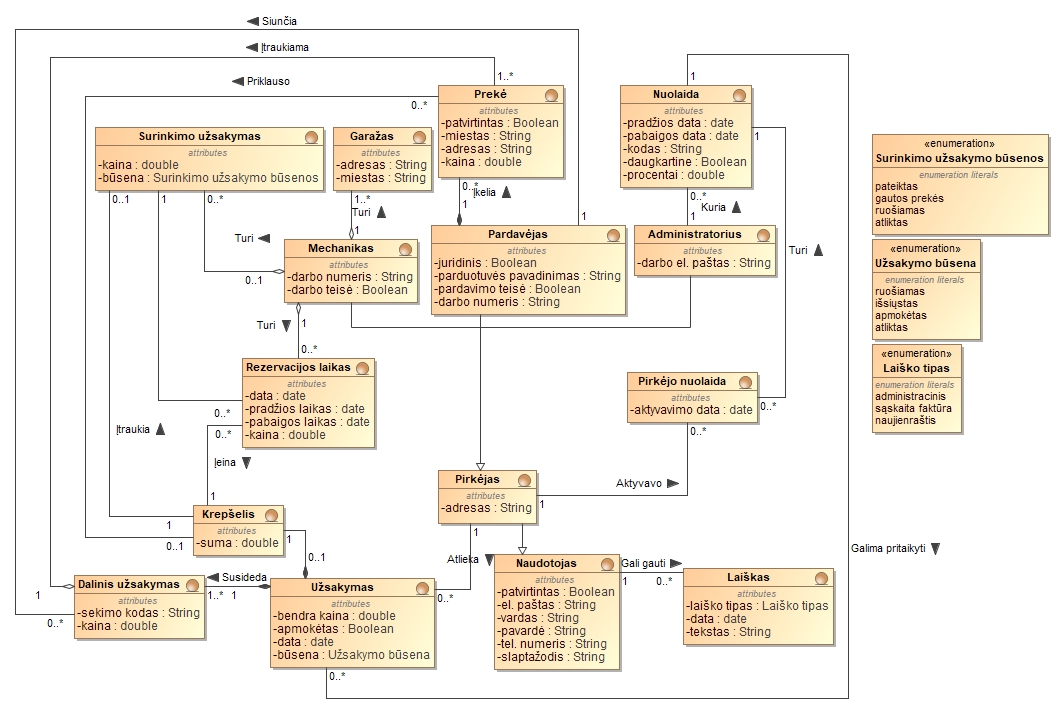 Siunčia
Įtraukiama
Priklauso
1..*
0..*
1
Prekė
attributes
-patvirtintas : Boolean
-miestas : String
-adresas : String
-kaina : double
Nuolaida
attributes
-pradžios data : date
-pabaigos data : date
-kodas : String
-daugkartinė : Boolean
-procentai : double
1
Surinkimo užsakymas
attributes
-kaina : double
-būsena : Surinkimo užsakymo būsenos
Garažas
attributes
-adresas : String
-miestas : String
«enumeration»
Surinkimo užsakymo būsenos
enumeration literals
pateiktas
gautos prekės
ruošiamas
atliktas
0..1
1
0..*
1..*
Turi
1
0..*
Įkelia
1
1
0..*
Kuria
1
Turi
Turi
0..1
Mechanikas
attributes
-darbo numeris : String
-darbo teisė : Boolean
Pardavėjas
attributes
-juridinis : Boolean
-parduotuvės pavadinimas : String
-pardavimo teisė : Boolean
-darbo numeris : String
Administratorius
attributes
-darbo el. paštas : String
«enumeration»
Užsakymo būsena
enumeration literals
ruošiamas
išsiųstas
apmokėtas
atliktas
Turi
1
0..*
Rezervacijos laikas
attributes
-data : date
-pradžios laikas : date
-pabaigos laikas : date
-kaina : double
0..*
0..*
Pirkėjo nuolaida
attributes
-aktyvavimo data : date
0..*
0..*
«enumeration»
Laiško tipas
enumeration literals
administracinis
sąskaita faktūra
naujienraštis
Įtraukia
Įeina
1
Pirkėjas
attributes
-adresas : String
1
1
Aktyvavo
Krepšelis
attributes
-suma : double
1
0..1
1
0..1
Atlieka
0..*
Galima pritaikyti
Naudotojas
attributes
-patvirtintas : Boolean
-el. paštas : String
-vardas : String
-pavardė : String
-tel. numeris : String
-slaptažodis : String
Gali gauti
1
0..*
Laiškas
attributes
-laiško tipas : Laiško tipas
-data : date
-tekstas : String
Dalinis užsakymas
attributes
-sekimo kodas : String
-kaina : double
1
0..*
Susideda
1..*
1
Užsakymas
attributes
-bendra kaina : double
-apmokėtas : Boolean
-data : date
-būsena : Užsakymo būsena
0..*